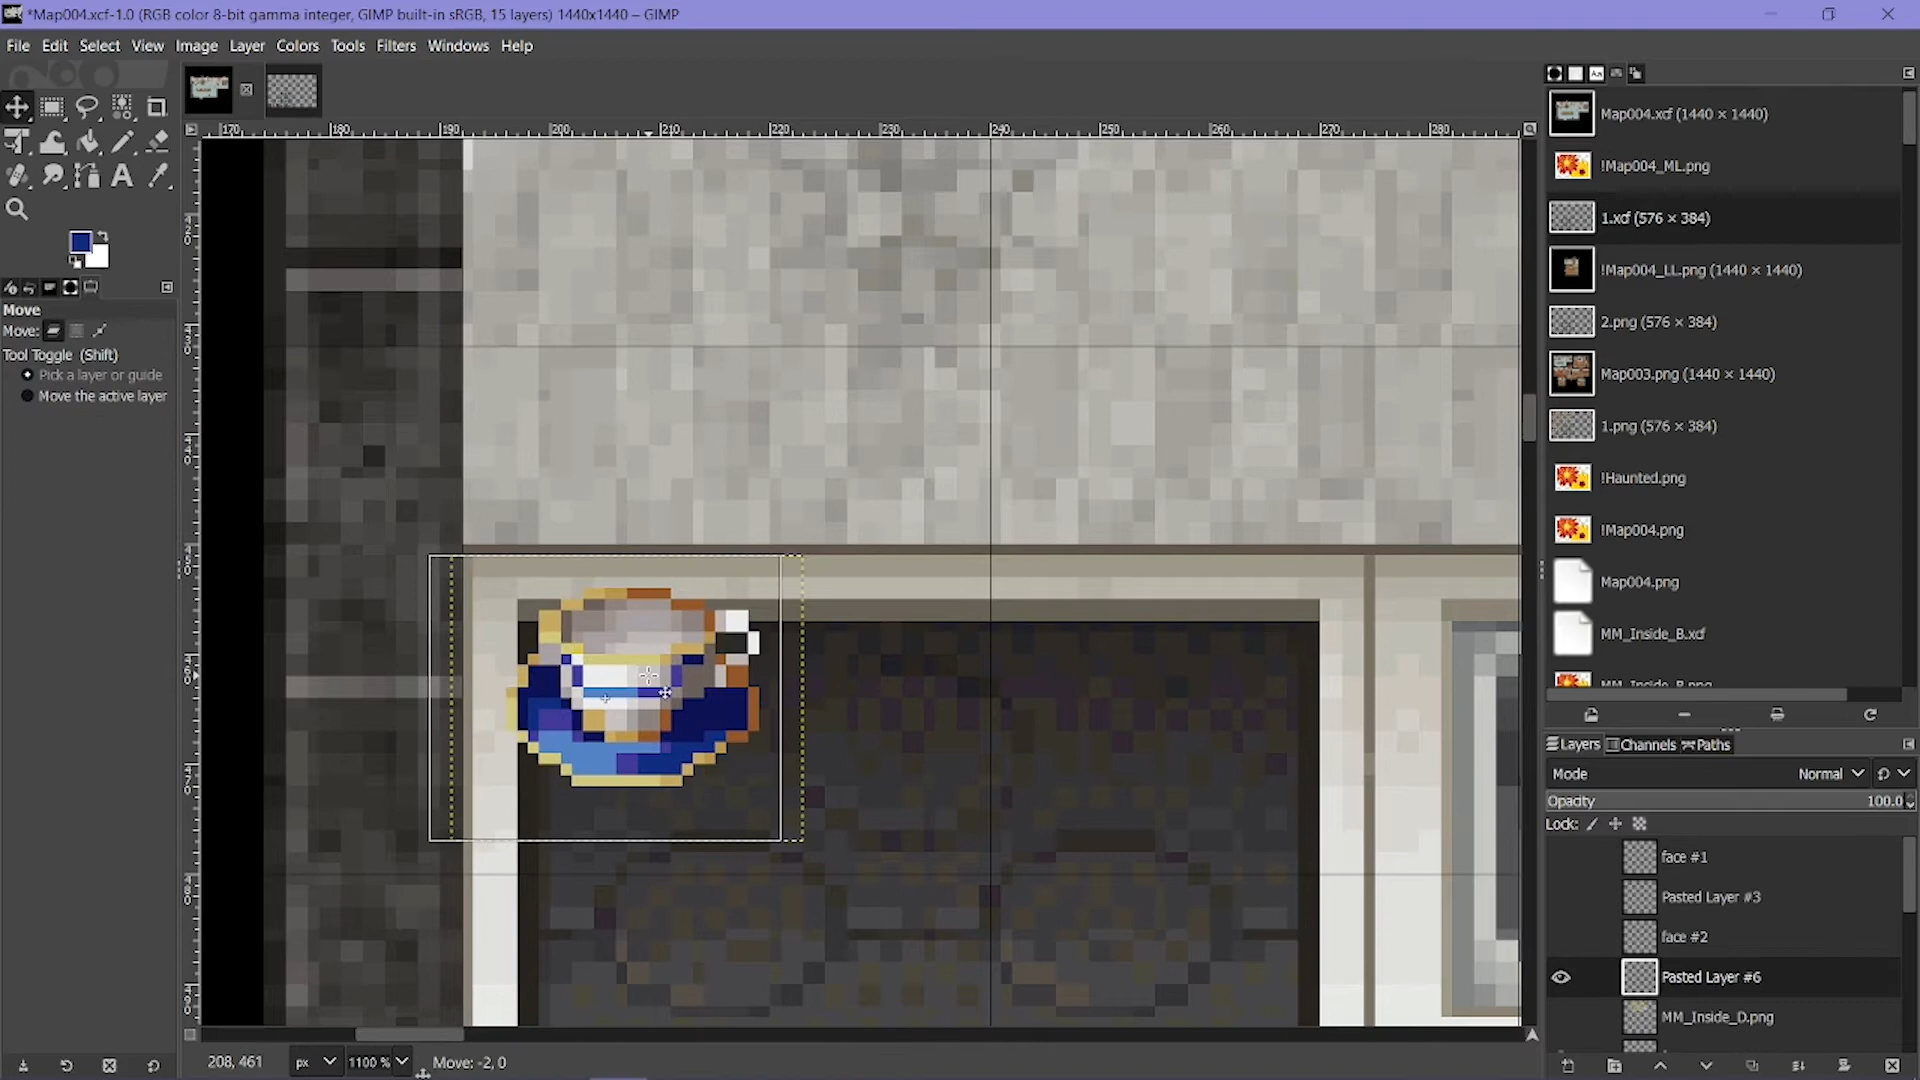 *Map004.xcf-1.0 (RGB color 8-bit gamma integer, GIMP built-in sRGB, 15 layers) 1440x1440 – GIMP
File Edit Select View Image Layer Colors Tools Filters Windows Help
170 180 190 200 210 220 230 240 250 260 270 280
Move
Move:
Tool Toggle (Shift)
Pick a layer or guide
Move the active layer
Map004.xcf (1440 × 1440)
!Map004_ML.png
1.xcf (576 × 384)
!Map004_LL.png (1440 × 1440)
2.png (576 × 384)
Map003.png (1440 × 1440)
1.png (576 × 384)
!Haunted.png
!Map004.png
Map004.png
MM_Inside_B.xcf
MM_Inside_B.png
Layers Channels Paths
Mode Normal
Opacity 100.0
Lock:
face #1
Pasted Layer #3
face #2
Pasted Layer #6
MM_Inside_D.png
208, 461 px 1100 % Move: -2, 0